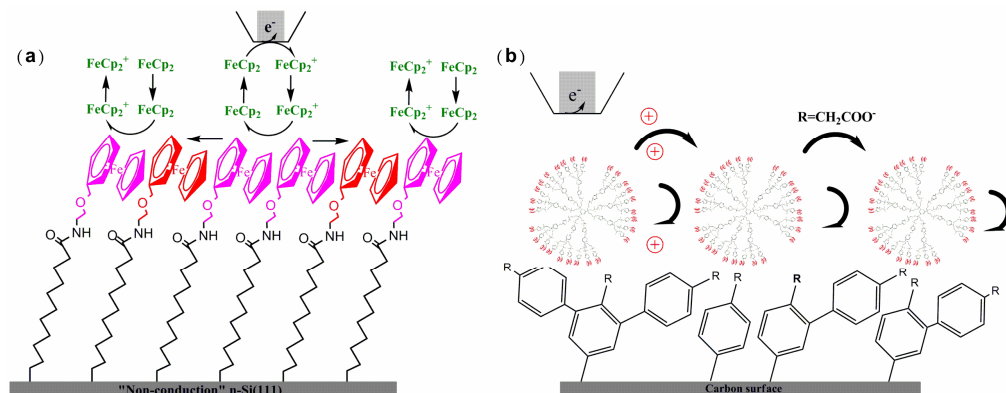 (a)
e-
FeCp2+ FeCp2
FeCp2 FeCp2+
FeCp2+ FeCp2
FeCp2+ FeCp2
FeCp2 FeCp2+
FeCp2+ FeCp2
Fe Fe Fe Fe Fe Fe
O O O O O O
NH NH NH NH NH NH
O O O O O O
"Non-conduction" n-Si(111)
(b)
e-
R=CH2COO-
+
+
+
R R R R R R R R
Carbon surface